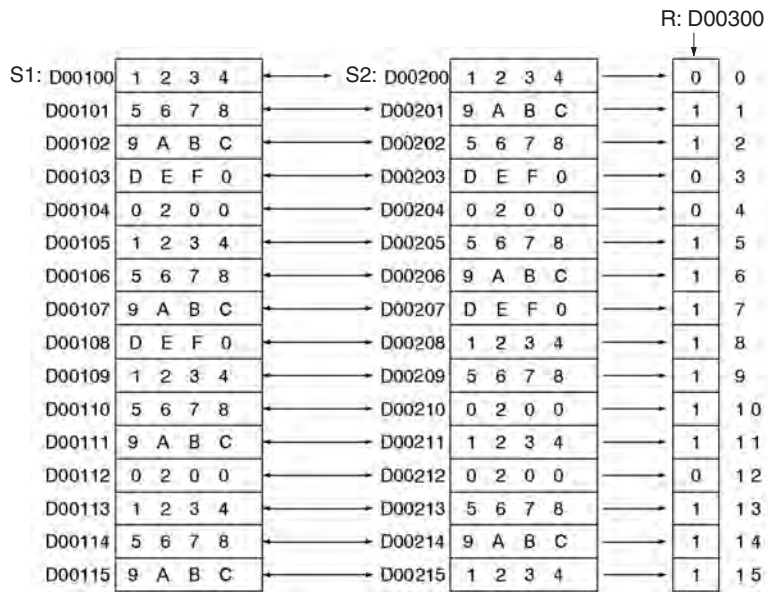 R: D00300
S1: D00100 1 2 3 4 S2: D00200 1 2 3 4 0 0
D00101 5 6 7 8 D00201 9 A B C 1 1
D00102 9 A B C D00202 5 6 7 8 1 2
D00103 D E F 0 D00203 D E F 0 0 3
D00104 0 2 0 0 D00204 0 2 0 0 0 4
D00105 1 2 3 4 D00205 5 6 7 8 1 5
D00106 5 6 7 8 D00206 9 A B C 1 6
D00107 9 A B C D00207 D E F 0 1 7
D00108 D E F 0 D00208 1 2 3 4 1 8
D00109 1 2 3 4 D00209 5 6 7 8 1 9
D00110 5 6 7 8 D00210 0 2 0 0 1 10
D00111 9 A B C D00211 1 2 3 4 1 11
D00112 0 2 0 0 D00212 0 2 0 0 0 12
D00113 1 2 3 4 D00213 5 6 7 8 1 13
D00114 5 6 7 8 D00214 9 A B C 1 14
D00115 9 A B C D00215 1 2 3 4 1 15